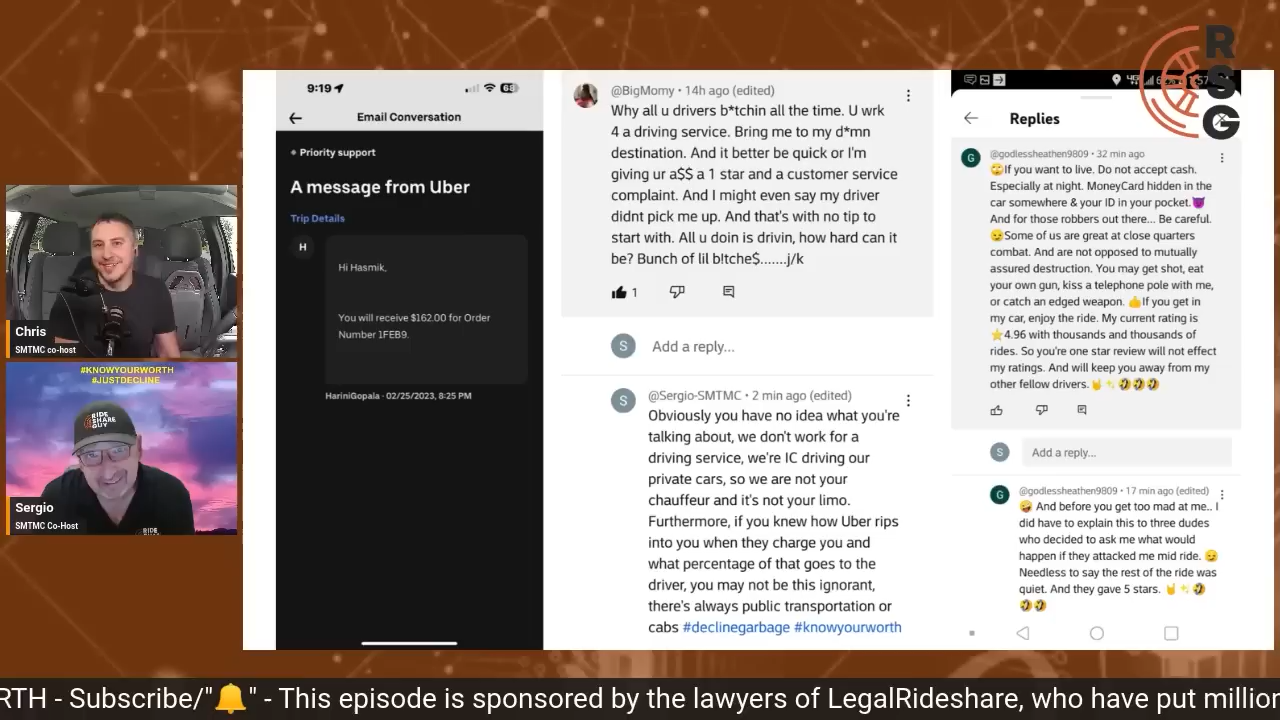 RSG
Chris
SMTMC co-host
#KNOWYOURWORTH
#JUSTDECLINE
RIDE
SHARE
GUY
Sergio
SMTMC Co-Host
RIDE
9:19
Email Conversation
Priority support
A message from Uber
Trip Details
H
Hi Hasmik,
You will receive $162.00 for Order
Number 1FEB9.
HariniGopala · 02/25/2023, 8:25 PM
@BigMomy · 14h ago (edited)
Why all u drivers b*tchin all the time. U wrk
4 a driving service. Bring me to my d*mn
destination. And it better be quick or I'm
giving ur a$$ a 1 star and a customer service
complaint. And I might even say my driver
didnt pick me up. And that's with no tip to
start with. All u doin is drivin, how hard can it
be? Bunch of lil b!tche$.......j/k
1
S
Add a reply...
S
@Sergio-SMTMC · 2 min ago (edited)
Obviously you have no idea what you're
talking about, we don't work for a
driving service, we're IC driving our
private cars, so we are not your
chauffeur and it's not your limo.
Furthermore, if you knew how Uber rips
into you when they charge you and
what percentage of that goes to the
driver, you may not be this ignorant,
there's always public transportation or
cabs #declinegarbage #knowyourworth
Replies
G
@godlessheathen9809 · 32 min ago
🙄If you want to live. Do not accept cash.
Especially at night. MoneyCard hidden in the
car somewhere & your ID in your pocket.😈
And for those robbers out there... Be careful.
😉Some of us are great at close quarters
combat. And are not opposed to mutually
assured destruction. You may get shot, eat
your own gun, kiss a telephone pole with me,
or catch an edged weapon. 👍If you get in
my car, enjoy the ride. My current rating is
⭐4.96 with thousands and thousands of
rides. So you're one star review will not effect
my ratings. And will keep you away from my
other fellow drivers.🤘✨🤣🤣🤣
S
Add a reply...
G
@godlessheathen9809 · 17 min ago (edited)
🤪 And before you get too mad at me.. I
did have to explain this to three dudes
who decided to ask me what would
happen if they attacked me mid ride. 😏
Needless to say the rest of the ride was
quiet. And they gave 5 stars. 🤘✨🤣
🤣🤣
RTH - Subscribe/"🔔" - This episode is sponsored by the lawyers of LegalRideshare, who have put million